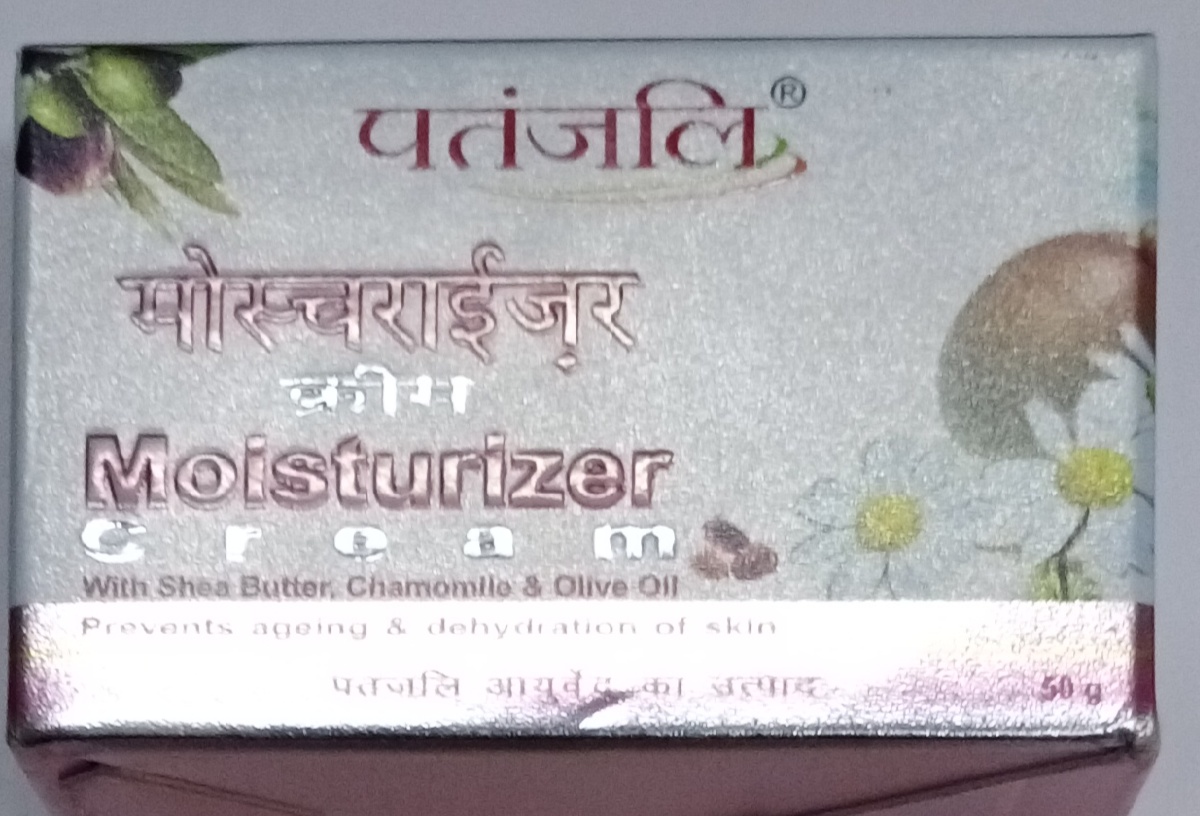 पतंजलि®
मॉस्चराईज़र
क्रीम
Moisturizer
Cream
With Shea Butter, Chamomile & Olive Oil
Prevents ageing & dehydration of skin
पतंजलि आयुर्वेद का उत्पाद
50 g